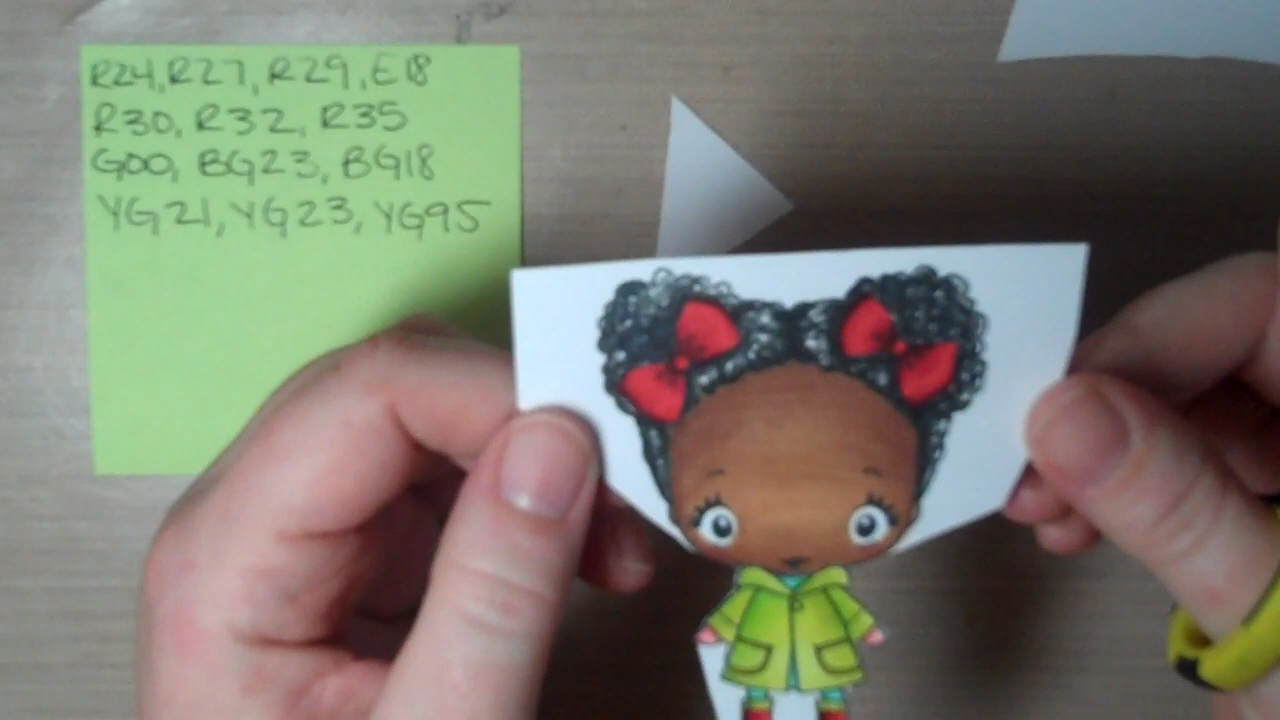 R24, R27, R29, E18
R30, R32, R35
G00, BG23, BG18
YG21, YG23, YG95